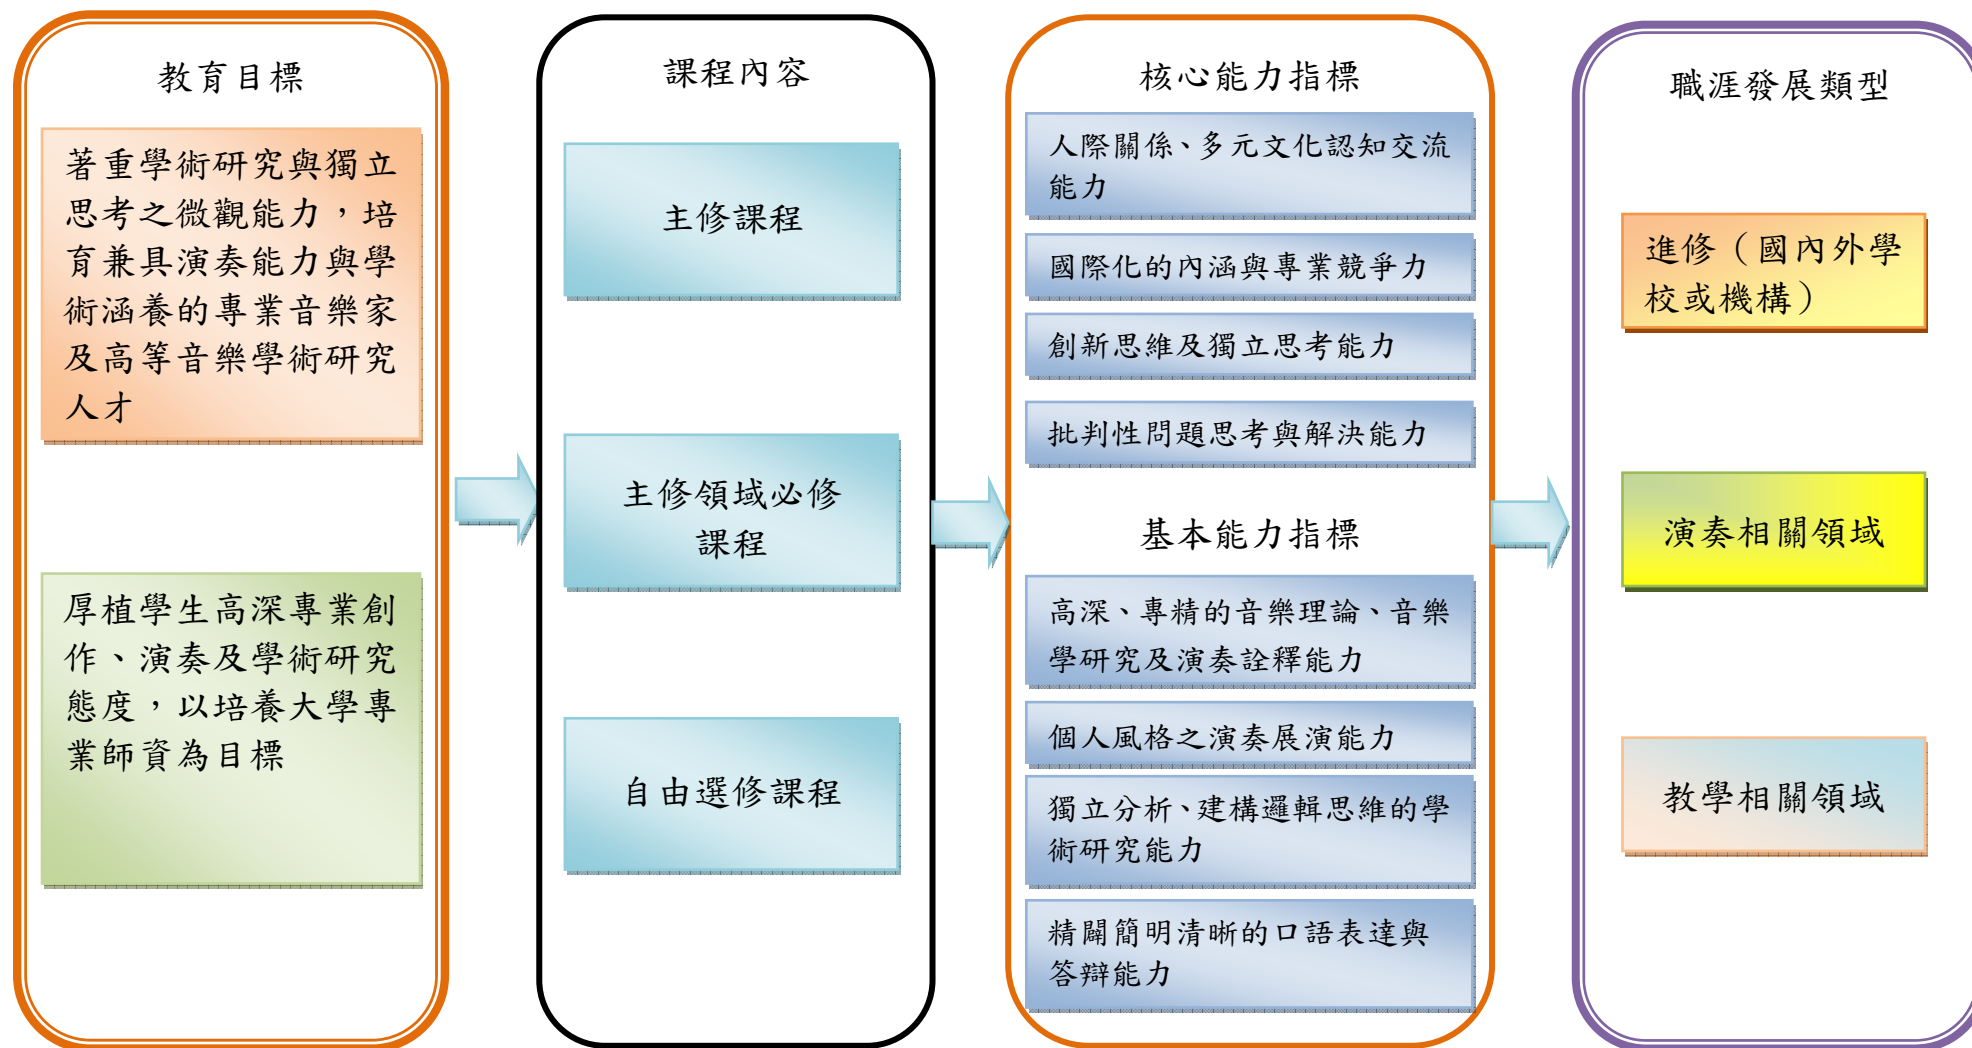 教育目標
著重學術研究與獨立
思考之微觀能力，培
育兼具演奏能力與學
術涵養的專業音樂家
及高等音樂學術研究
人才
厚植學生高深專業創
作、演奏及學術研究
態度，以培養大學專
業師資為目標
課程內容
主修課程
主修領域必修
課程
自由選修課程
核心能力指標
人際關係、多元文化認知交流
能力
國際化的內涵與專業競爭力
創新思維及獨立思考能力
批判性問題思考與解決能力
基本能力指標
高深、專精的音樂理論、音樂
學研究及演奏詮釋能力
個人風格之演奏展演能力
獨立分析、建構邏輯思維的學
術研究能力
精闢簡明清晰的口語表達與
答辯能力
職涯發展類型
進修（國內外學
校或機構）
演奏相關領域
教學相關領域